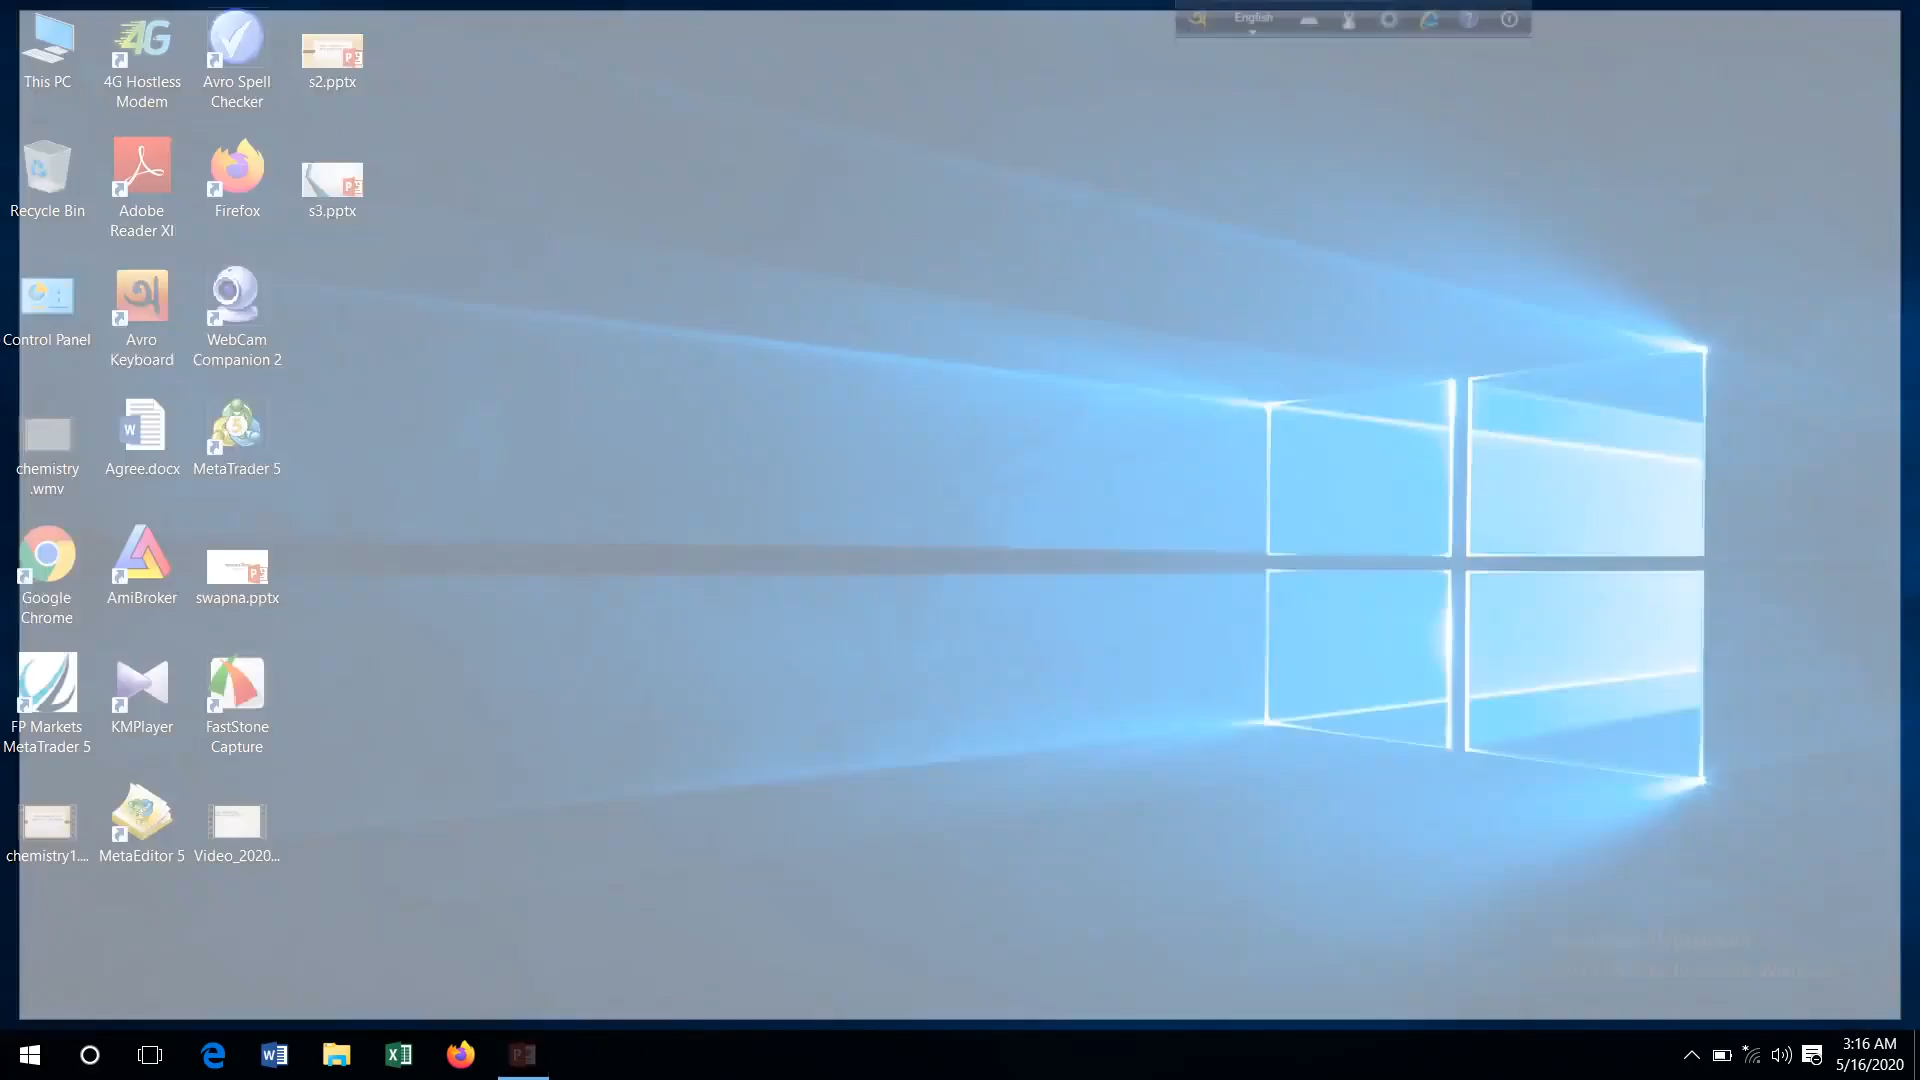 English
This PC
4G Hostless
Modem
Avro Spell
Checker
s2.pptx
Recycle Bin
Adobe
Reader XI
Firefox
s3.pptx
Control Panel
Avro
Keyboard
WebCam
Companion 2
chemistry
.wmv
Agree.docx
MetaTrader 5
Google
Chrome
AmiBroker
swapna.pptx
FP Markets
MetaTrader 5
KMPlayer
FastStone
Capture
chemistry1....
MetaEditor 5
Video_2020...
3:16 AM
5/16/2020